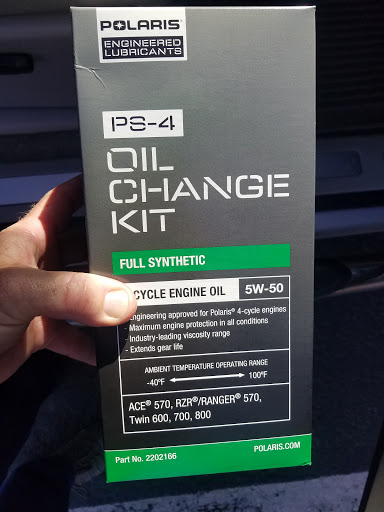 POLARIS®
ENGINEERED
LUBRICANTS
PS-4
OIL
CHANGE
KIT
FULL SYNTHETIC
CYCLE ENGINE OIL 5W-50
Engineering approved for Polaris® 4-cycle engines
- Maximum engine protection in all conditions
- Industry-leading viscosity range
- Extends gear life
AMBIENT TEMPERATURE OPERATING RANGE
-40°F 100°F
ACE® 570, RZR®/RANGER® 570,
Twin 600, 700, 800
Part No. 2202166 POLARIS.COM